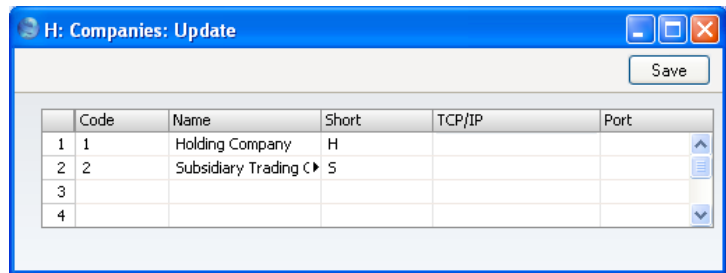 H: Companies: Update
Save
Code Name Short TCP/IP Port
1 1 Holding Company H
2 2 Subsidiary Trading S
3
4